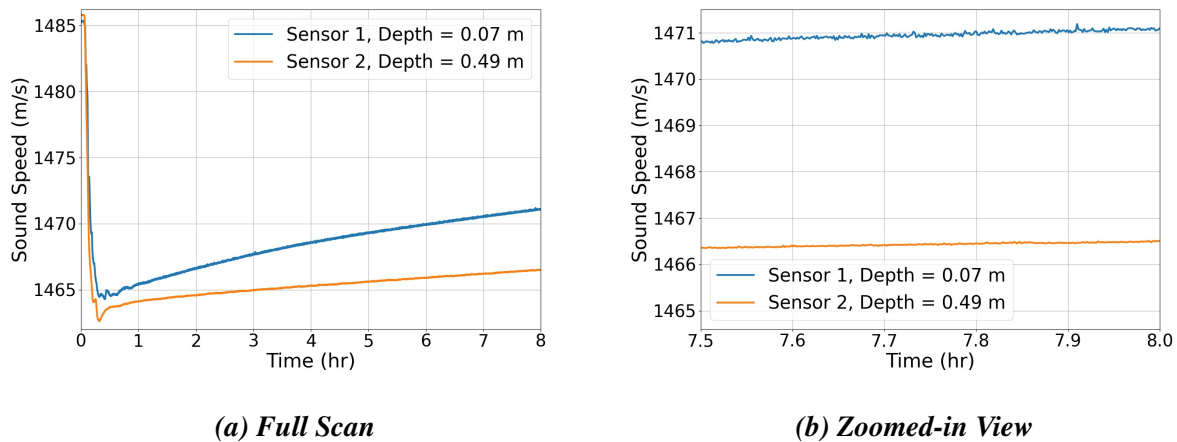 Sound Speed (m/s)
1485
1480
1475
1470
1465
Sensor 1, Depth = 0.07 m
Sensor 2, Depth = 0.49 m
0 1 2 3 4 5 6 7 8
Time (hr)
(a) Full Scan
Sound Speed (m/s)
1471
1470
1469
1468
1467
1466
1465
Sensor 1, Depth = 0.07 m
Sensor 2, Depth = 0.49 m
7.5 7.6 7.7 7.8 7.9 8.0
Time (hr)
(b) Zoomed-in View